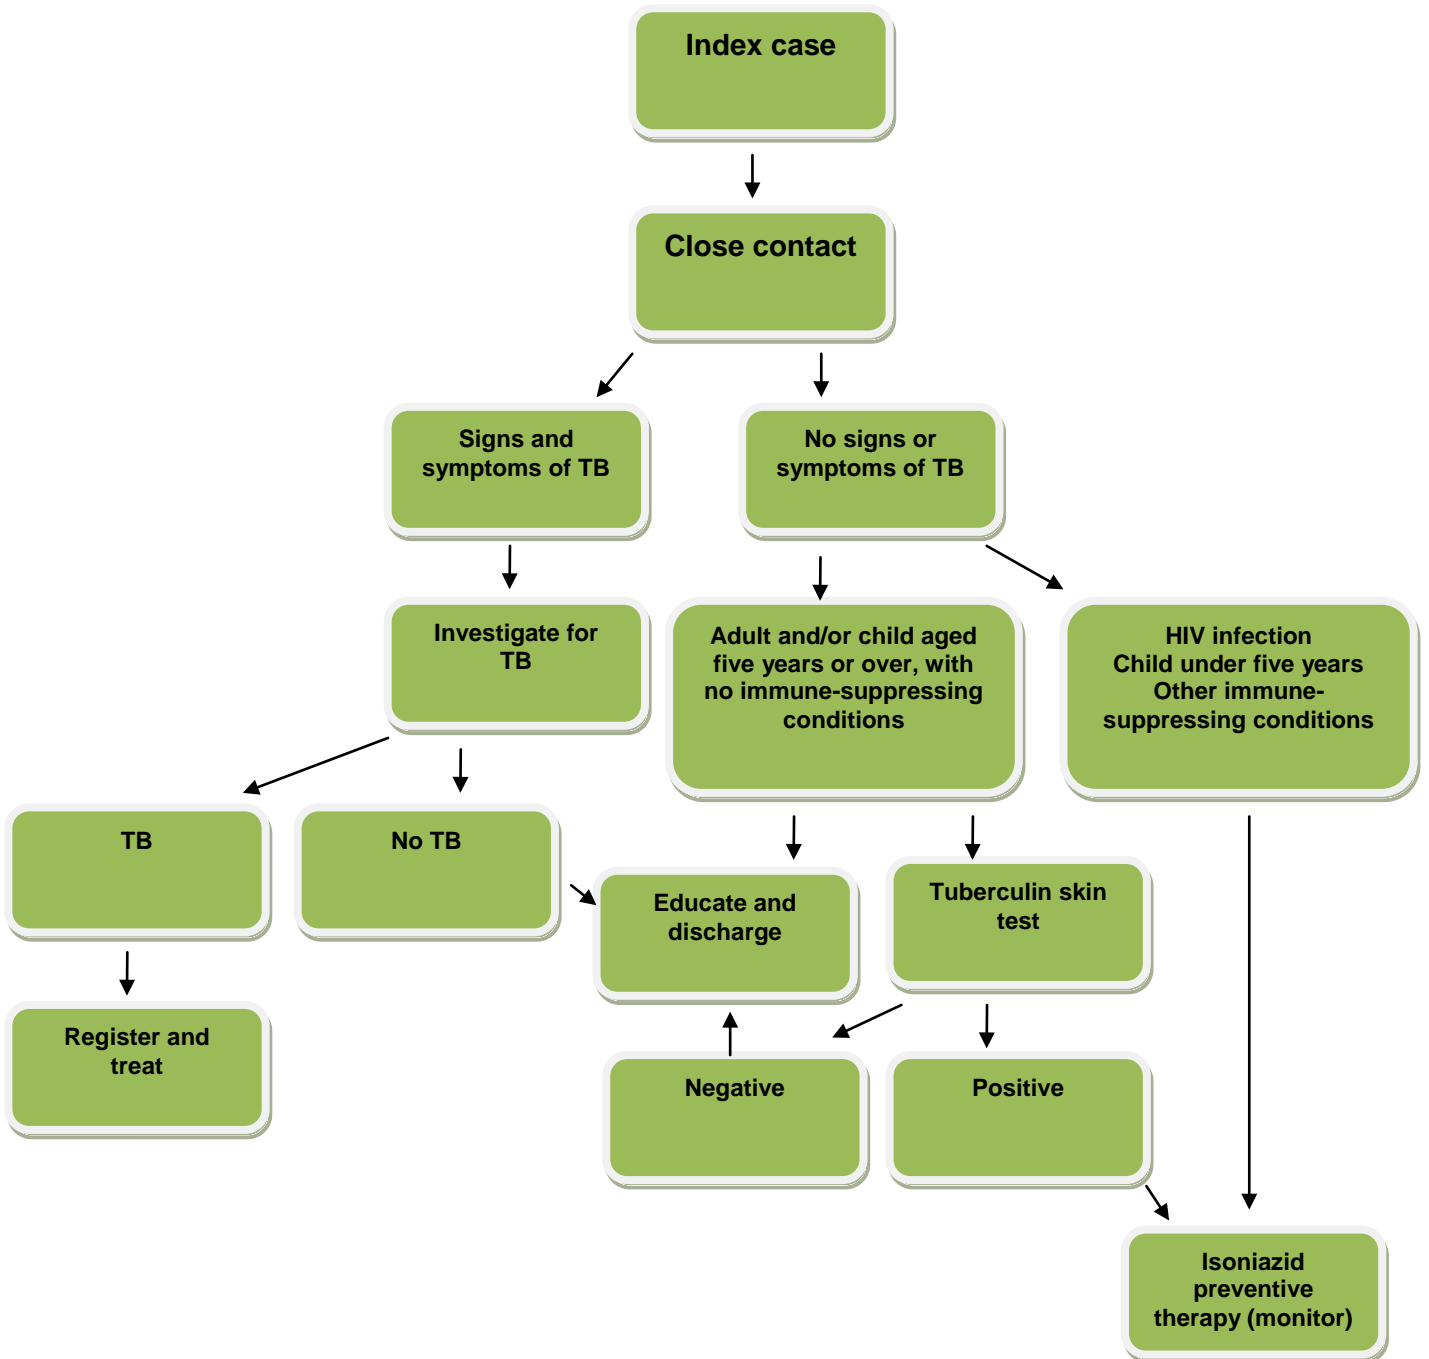 Index case
Close contact
Signs and
symptoms of TB
No signs or
symptoms of TB
Investigate for
TB
Adult and/or child aged
five years or over, with
no immune-suppressing
conditions
HIV infection
Child under five years
Other immune-
suppressing conditions
TB
No TB
Educate and
discharge
Tuberculin skin
test
Register and
treat
Negative
Positive
Isoniazid
preventive
therapy (monitor)